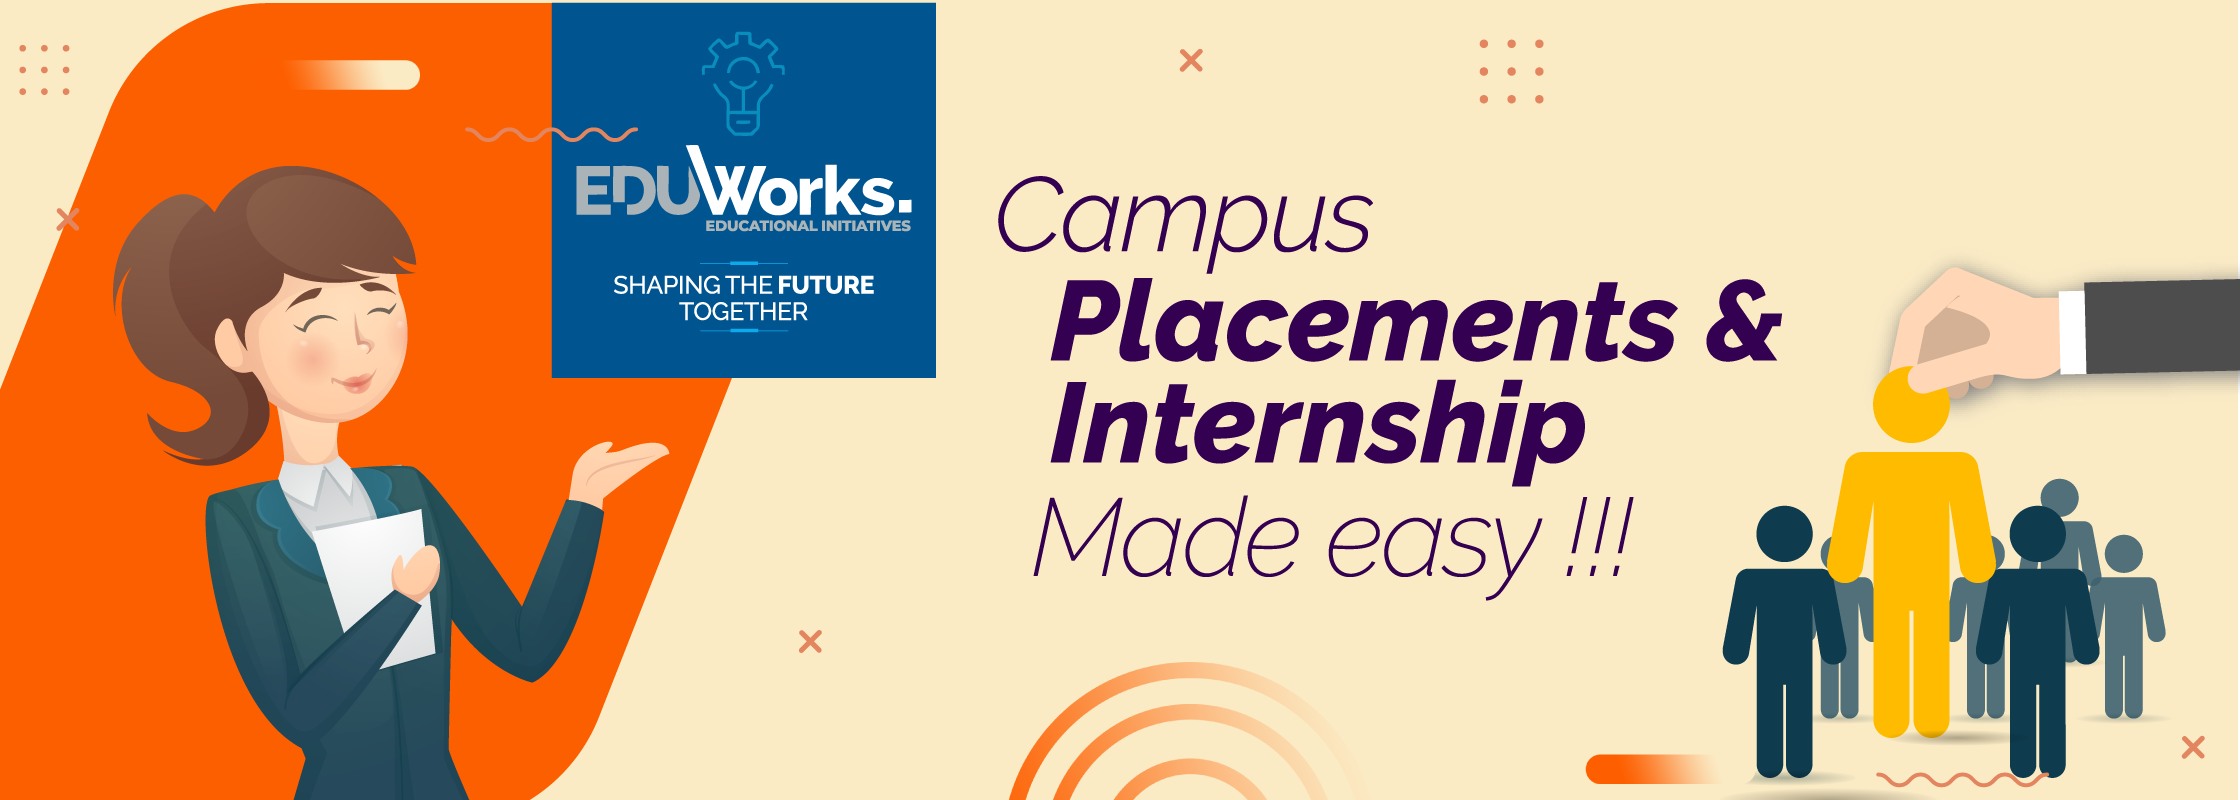 EDUWorks.
EDUCATIONAL INITIATIVES
SHAPING THE FUTURE
TOGETHER
Campus
Placements &
Internship
Made easy !!!